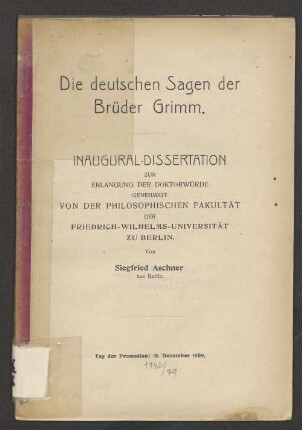 Die deutschen Sagen der
Brüder Grimm.
INAUGURAL-DISSERTATION
ZUR
ERLANGUNG DER DOKTORWÜRDE
GENEHMIGT
VON DER PHILOSOPHISCHEN FAKULTÄT
DER
FRIEDRICH-WILHELMS-UNIVERSITÄT
ZU BERLIN.
Von
Siegfried Aschner
aus Berlin.
Tag der Promotion: 18. Dezember 1909.